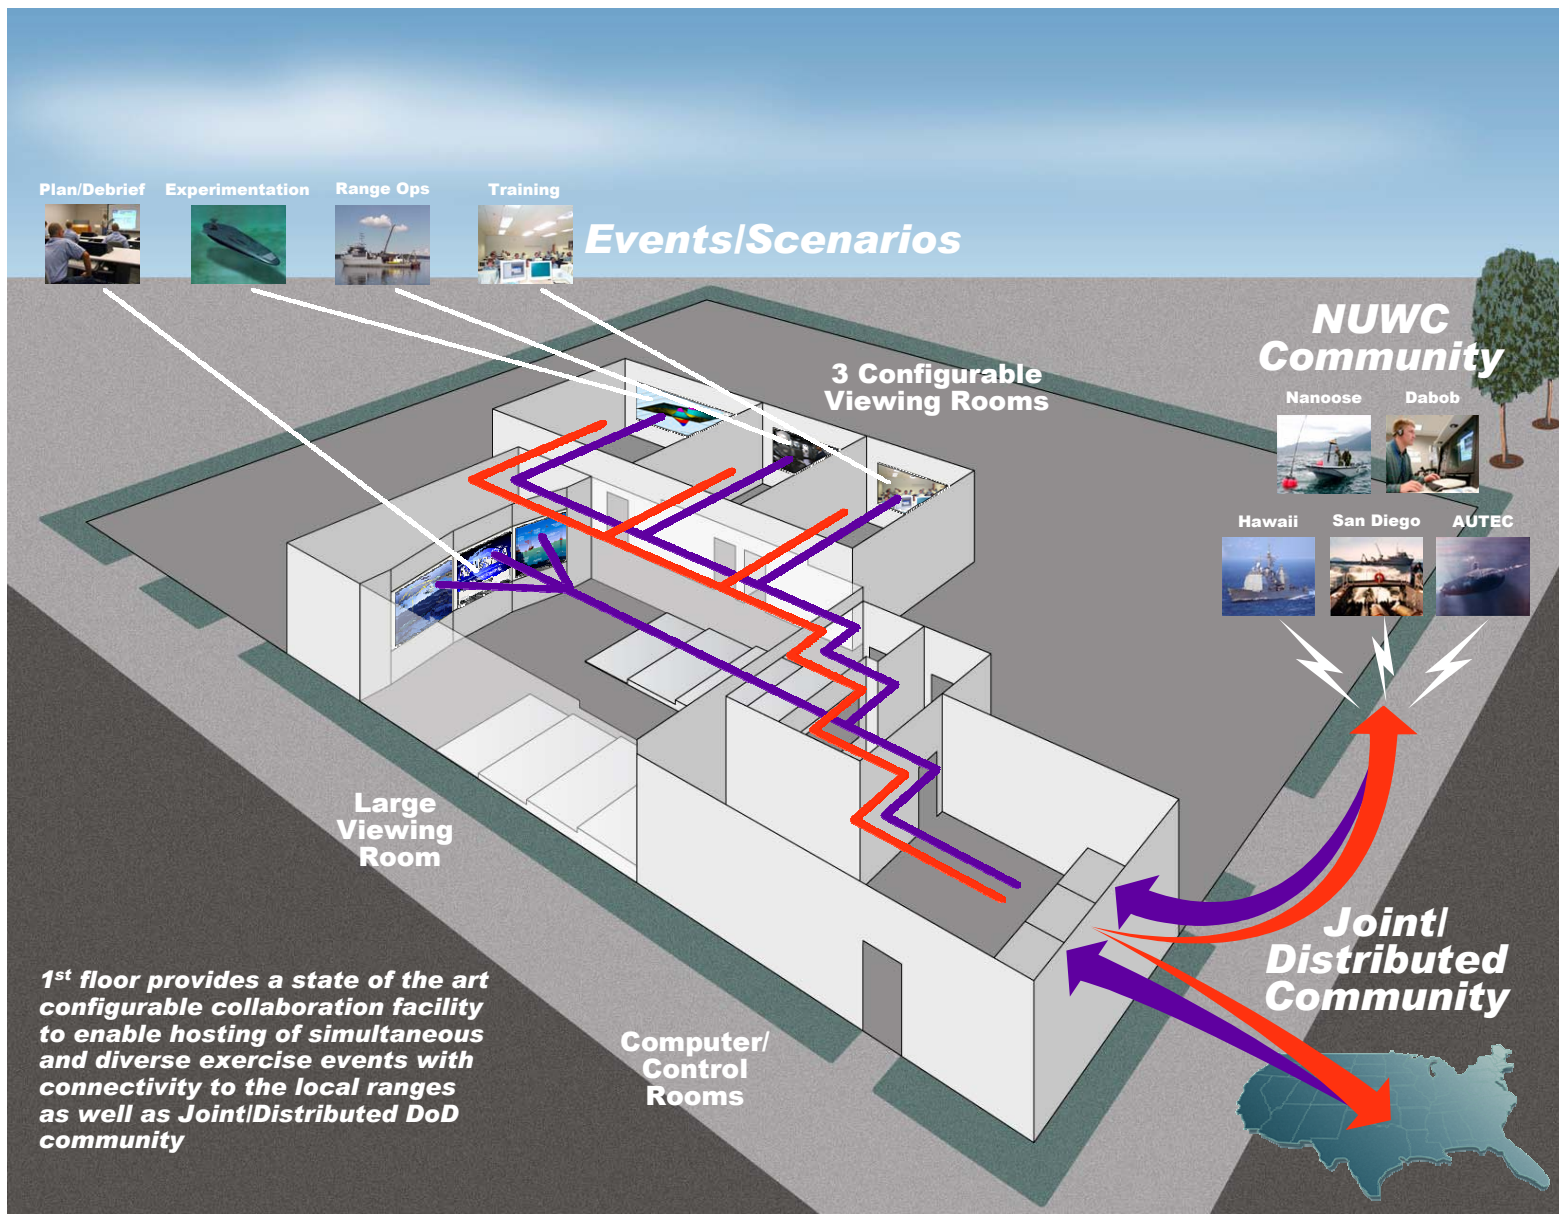 Plan/Debrief
Experimentation
Range Ops
Training
Events/Scenarios
NUWC
Community
3 Configurable
Viewing Rooms
Nanoose
Dabob
Hawaii
San Diego
AUTEC
Large
Viewing
Room
Joint/
Distributed
Community
1st floor provides a state of the art
configurable collaboration facility
to enable hosting of simultaneous
and diverse exercise events with
connectivity to the local ranges
as well as Joint/Distributed DoD
community
Computer/
Control
Rooms